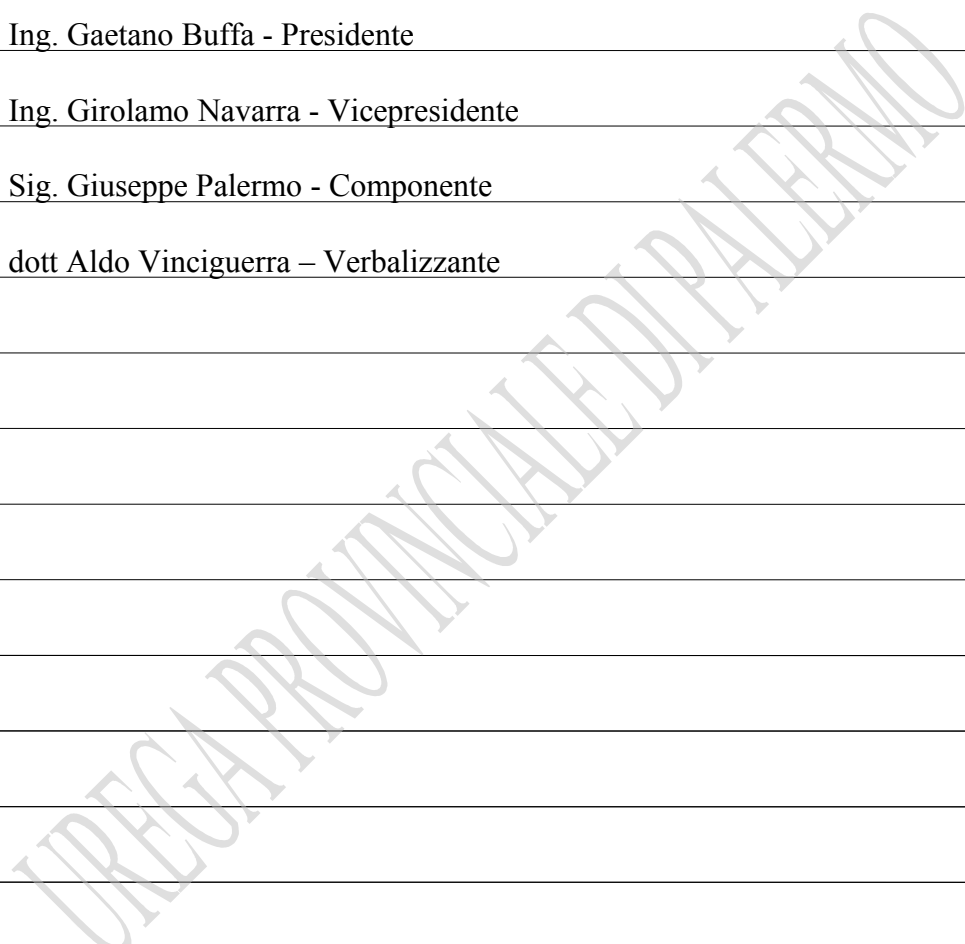 Ing. Gaetano Buffa - Presidente
Ing. Girolamo Navarra - Vicepresidente
Sig. Giuseppe Palermo - Componente
dott Aldo Vinciguerra – Verbalizzante
UREGA PROVINCIALE DI PALERMO